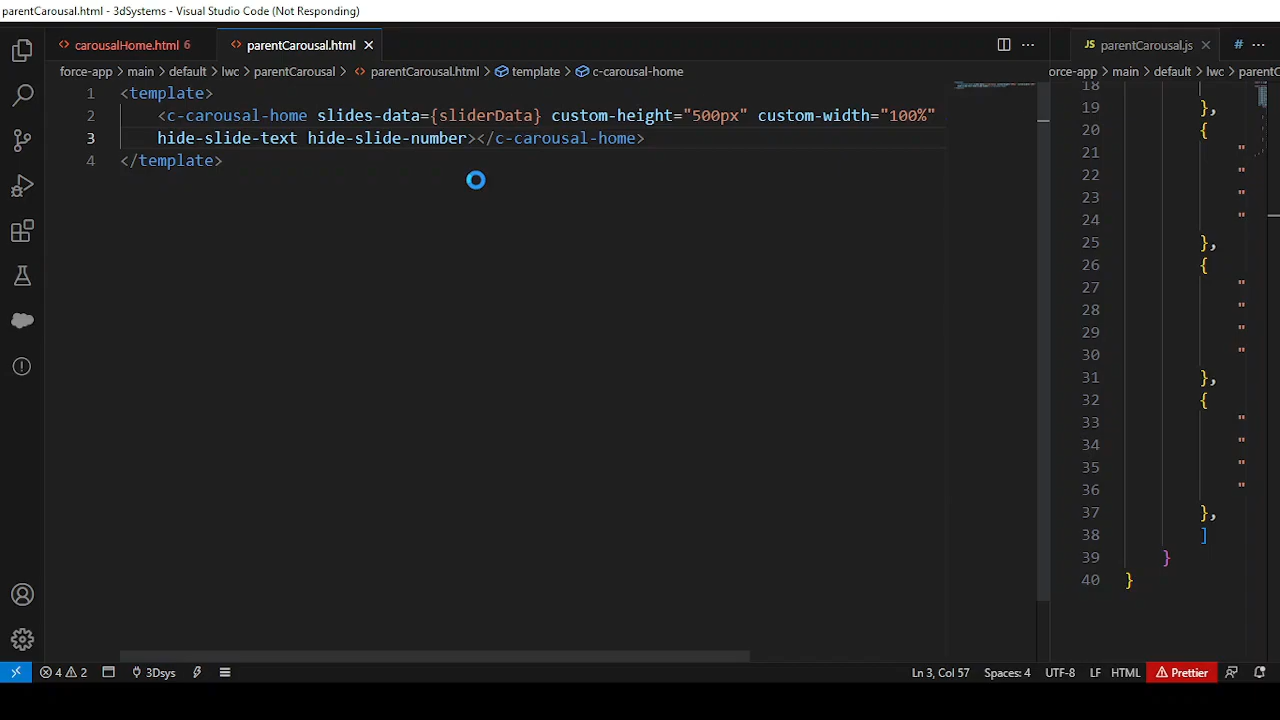 parentCarousal.html - 3dSystems - Visual Studio Code (Not Responding)
carousalHome.html 6
parentCarousal.html
parentCarousal.js
#
force-app > main > default > lwc > parentCarousal > parentCarousal.html > template > c-carousal-home
orce-app > main > default > lwc > parentC
1 <template>
2 <c-carousal-home slides-data={sliderData} custom-height="500px" custom-width="100%"
3 hide-slide-text hide-slide-number></c-carousal-home>
4 </template>
18
19 },
20 {
21 "
22 "
23 "
24 "
25 },
26 {
27 "
28 "
29 "
30 "
31 },
32 {
33 "
34 "
35 "
36 "
37 },
38 ]
39 }
40 }
4 2 3Dsys Ln 3, Col 57 Spaces: 4 UTF-8 LF HTML Prettier